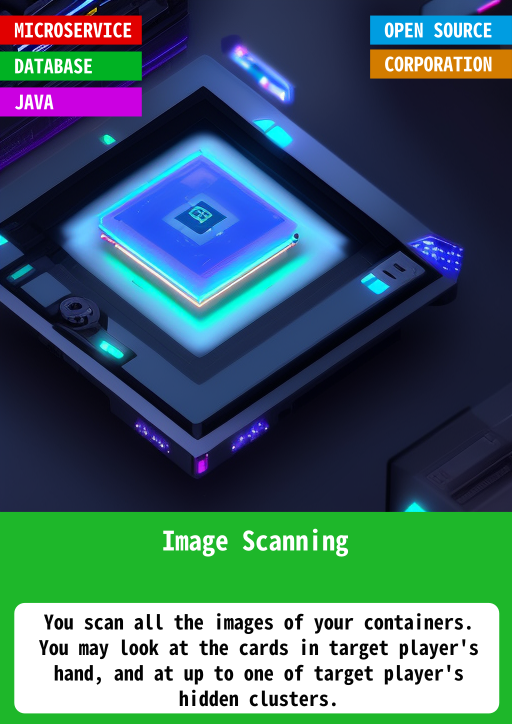 MICROSERVICE
DATABASE
JAVA
OPEN SOURCE
CORPORATION
Image Scanning
You scan all the images of your containers.
You may look at the cards in target player's
hand, and at up to one of target player's
hidden clusters.